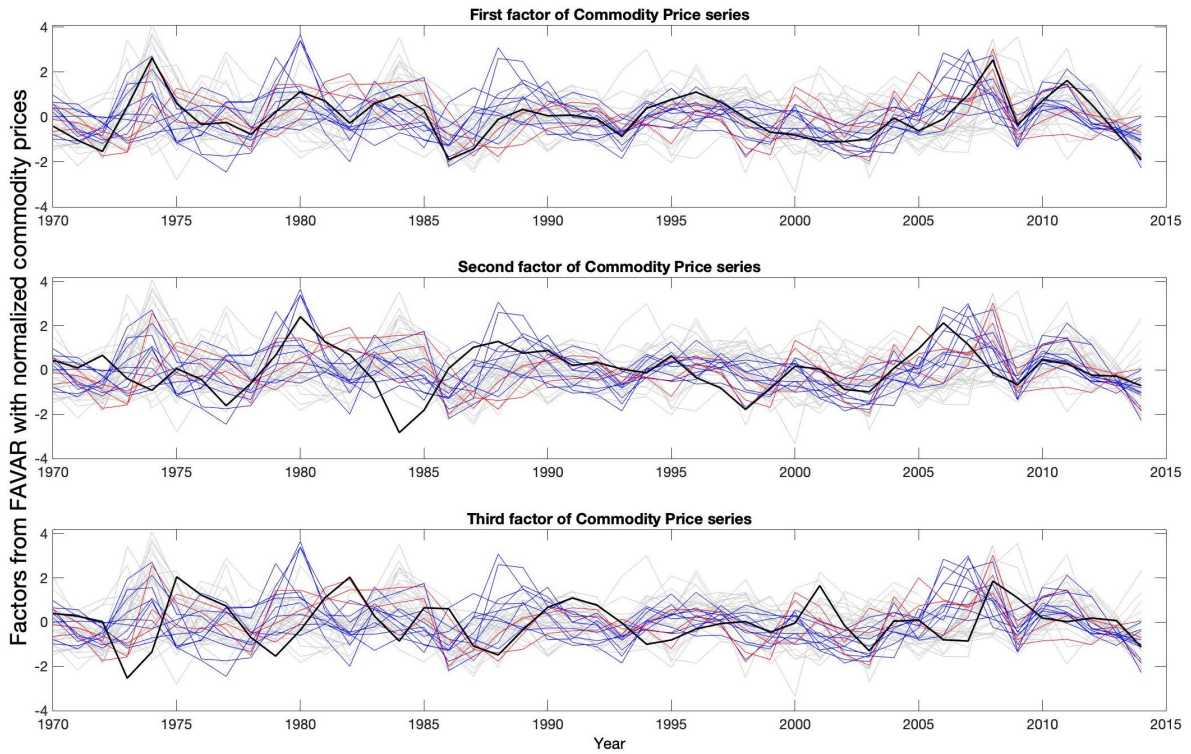 Factors from FAVAR with normalized commodity prices
First factor of Commodity Price series
4
2
0
-2
-4
1970 1975 1980 1985 1990 1995 2000 2005 2010 2015
Second factor of Commodity Price series
4
2
0
-2
-4
1970 1975 1980 1985 1990 1995 2000 2005 2010 2015
Third factor of Commodity Price series
4
2
0
-2
-4
1970 1975 1980 1985 1990 1995 2000 2005 2010 2015
Year